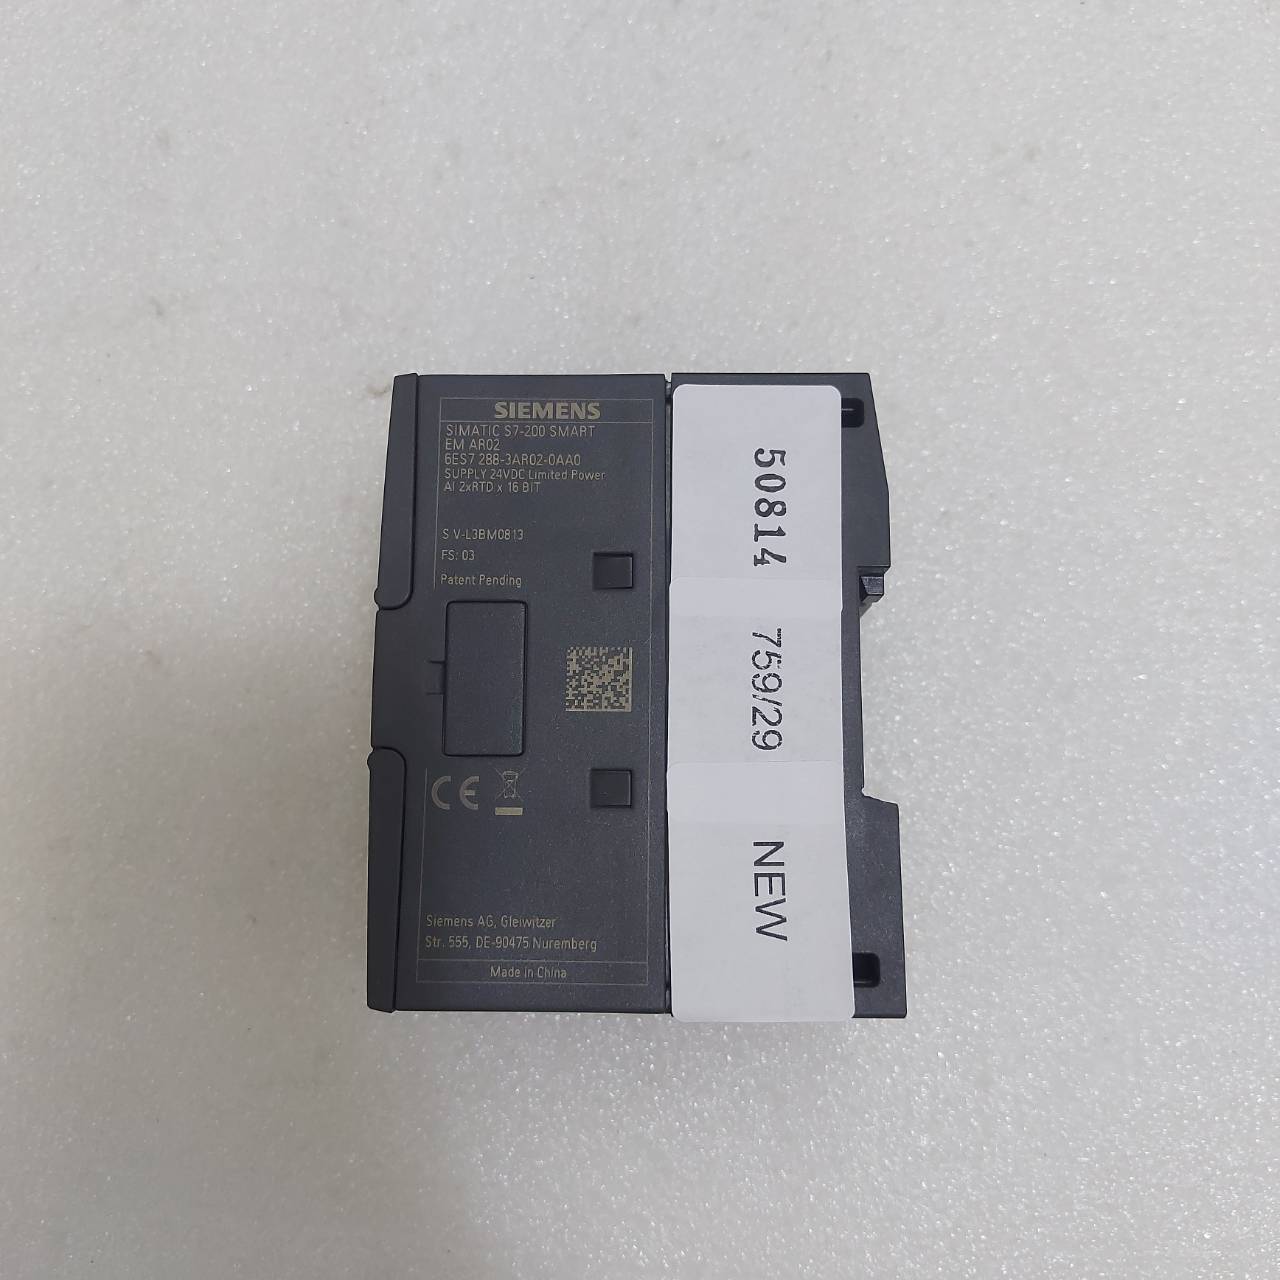 SIEMENS
SIMATIC S7-200 SMART
EM AR02
6ES7 288-3AR02-0AA0
SUPPLY 24VDC Limited Power
AI 2xRTD x 16 BIT
S V-L3BM0813
FS: 03
Patent Pending
CE
Siemens AG, Gleiwitzer
Str. 555, DE-90475 Nuremberg
Made in China
50814
759/29
NEW